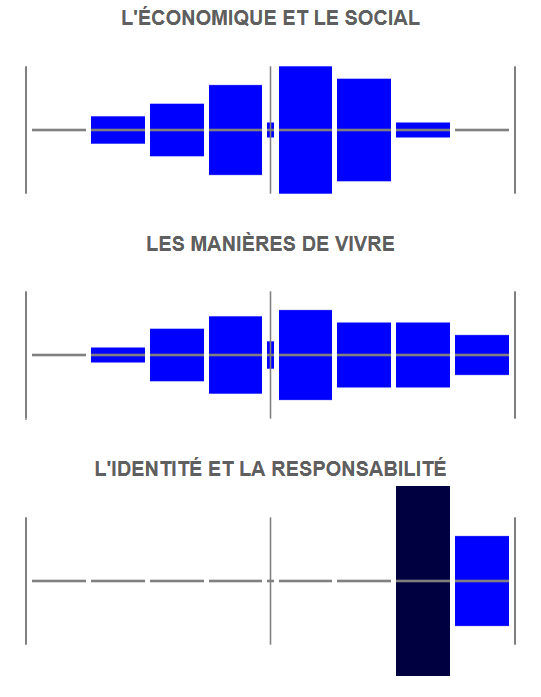 L'ÉCONOMIQUE ET LE SOCIAL
LES MANIÈRES DE VIVRE
L'IDENTITÉ ET LA RESPONSABILITÉ